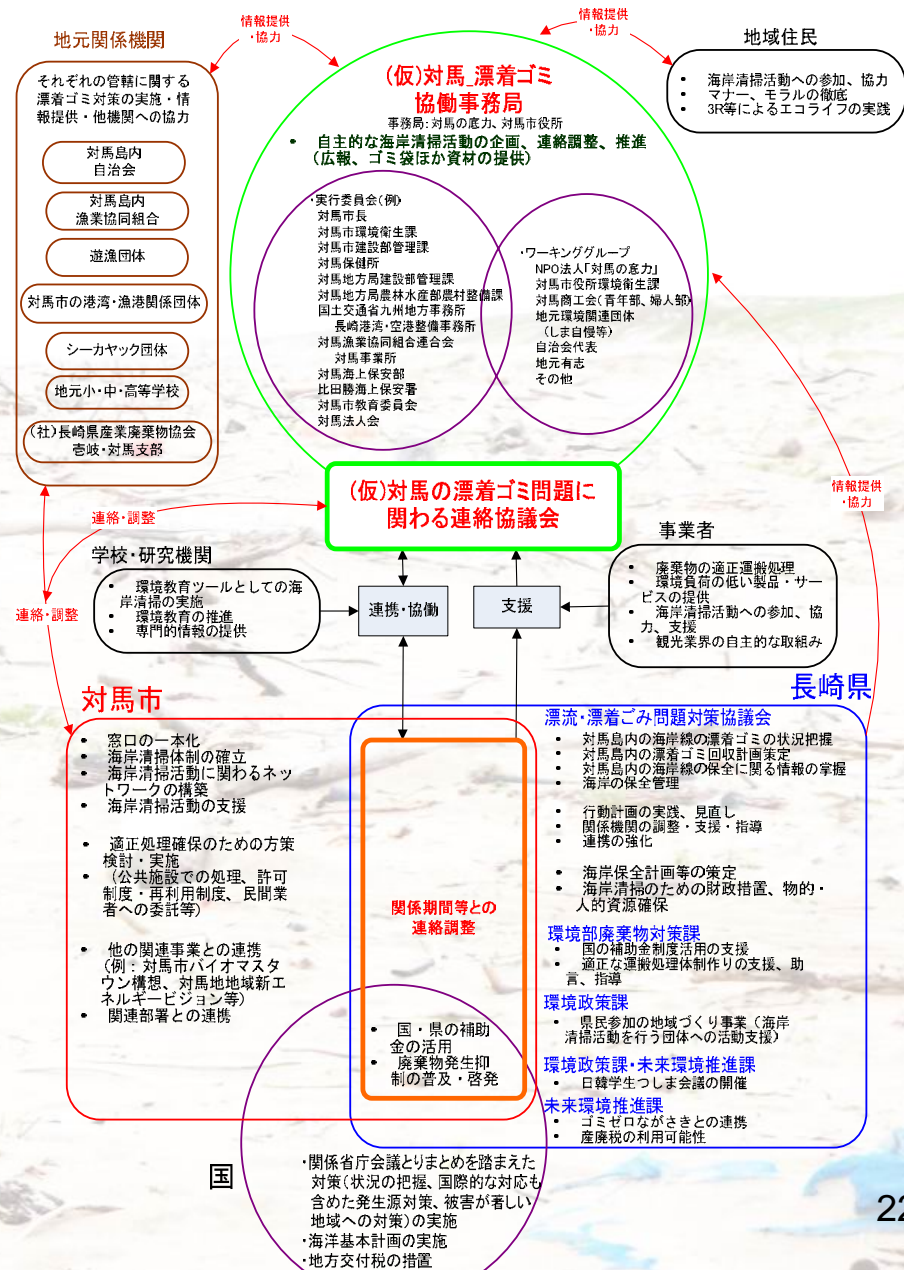 情報提供
・協力
情報提供
・協力
地元関係機関
それぞれの管轄に関する
漂着ゴミ対策の実施・情
報提供・他機関への協力
対馬島内
自治会
対馬島内
漁業協同組合
遊漁団体
対馬市の港湾・漁港関係団体
シーカヤック団体
地元小・中・高等学校
(社)長崎県産業廃棄物協会
壱岐・対馬支部
(仮)対馬_漂着ゴミ
協働事務局
事務局:対馬の底力、対馬市役所
• 自主的な海岸清掃活動の企画、連絡調整、推進
(広報、ゴミ袋ほか資材の提供)
・実行委員会(例)
対馬市長
対馬市環境衛生課
対馬市建設部管理課
対馬保健所
対馬地方局建設部管理課
対馬地方局農林水産部農村整備課
国土交通省九州地方事務所
長崎港湾・空港整備事務所
対馬漁業協同組合連合会
対馬事業所
対馬海上保安部
比田勝海上保安署
対馬市教育委員会
対馬法人会
・ワーキンググループ
NPO法人「対馬の底力」
対馬市役所環境衛生課
対馬商工会(青年部、婦人部)
地元環境関連団体
(しま自慢等)
自治会代表
地元有志
その他
地域住民
• 海岸清掃活動への参加、協力
• マナー、モラルの徹底
• 3R等によるエコライフの実践
(仮)対馬の漂着ゴミ問題に
関わる連絡協議会
情報提供
・協力
連絡・調整
連絡・調整
学校・研究機関
• 環境教育ツールとしての海
岸清掃の実施
• 環境教育の推進
• 専門的情報の提供
連携・協働
支援
事業者
• 廃棄物の適正運搬処理
• 環境負荷の低い製品・サー
ビスの提供
• 海岸清掃活動への参加、協
力、支援
• 観光業界の自主的な取組み
対馬市
• 窓口の一本化
• 海岸清掃体制の確立
• 海岸清掃活動に関わるネッ
トワークの構築
• 海岸清掃活動の支援
• 適正処理確保のための方策
検討・実施
• (公共施設での処理、許可
制度・再利用制度、民間業
者への委託等)
• 他の関連事業との連携
(例:対馬市バイオマスタ
ウン構想、対馬地地域新エ
ネルギービジョン等)
• 関連部署との連携
関係期間等との
連絡調整
• 国・県の補助
金の活用
• 廃棄物発生抑
制の普及・啓発
長崎県
漂流・漂着ごみ問題対策協議会
• 対馬島内の海岸線の漂着ゴミの状況把握
• 対馬島内の漂着ゴミ回収計画策定
• 対馬島内の海岸線の保全に関る情報の掌握
• 海岸の保全管理
• 行動計画の実践、見直し
• 関係機関の調整・支援・指導
• 連携の強化
• 海岸保全計画等の策定
• 海岸清掃のための財政措置、物的・
人的資源確保
環境部廃棄物対策課
• 国の補助金制度活用の支援
• 適正な運搬処理体制作りの支援、助
言、指導
環境政策課
• 県民参加の地域づくり事業(海岸
清掃活動を行う団体への活動支援)
環境政策課・未来環境推進課
• 日韓学生つしま会議の開催
未来環境推進課
• ゴミゼロながさきとの連携
• 産廃税の利用可能性
国
・関係省庁会議とりまとめを踏まえた
対策(状況の把握、国際的な対応も
含めた発生源対策、被害が著しい
地域への対策)の実施
・海洋基本計画の実施
・地方交付税の措置
22